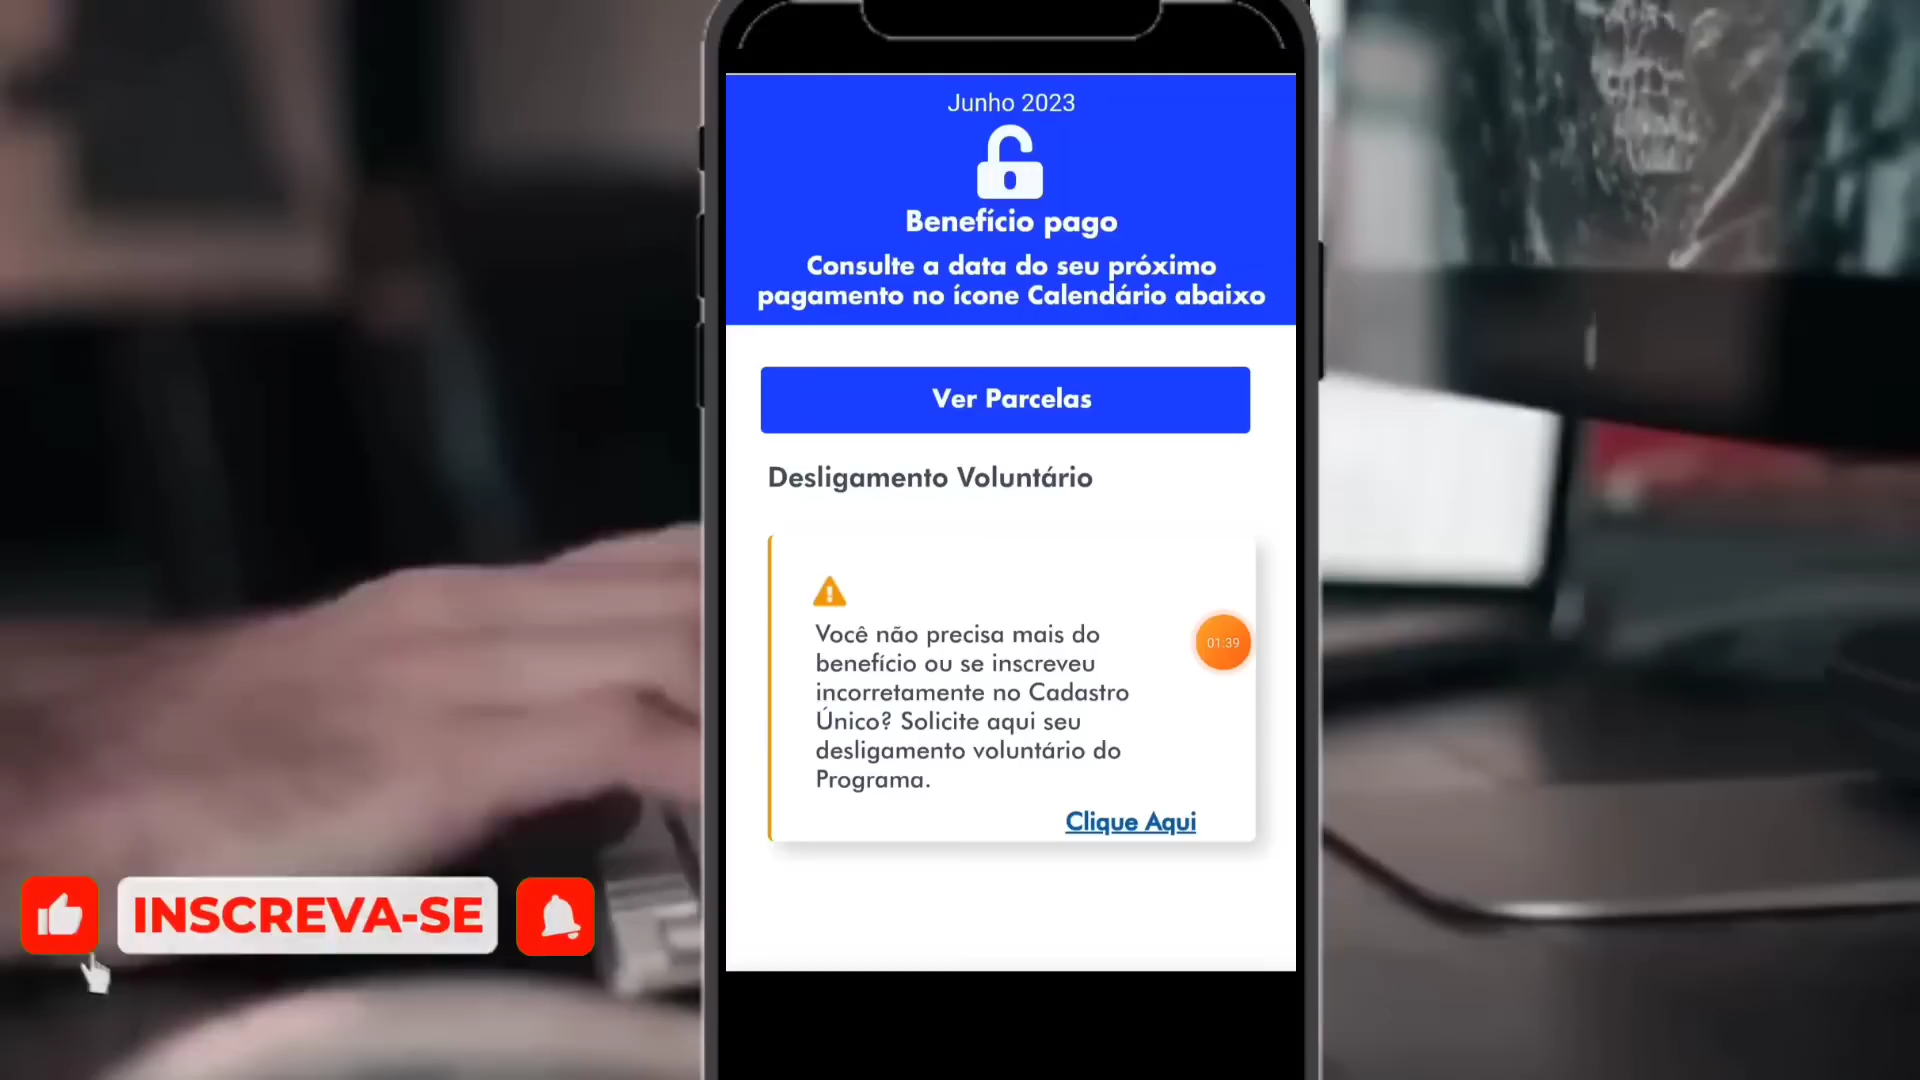 Junho 2023
Benefício pago
Consulte a data do seu próximo
pagamento no ícone Calendário abaixo
Ver Parcelas
Desligamento Voluntário
Você não precisa mais do
benefício ou se inscreveu
incorretamente no Cadastro
Único? Solicite aqui seu
desligamento voluntário do
Programa.
01:39
Clique Aqui
INSCREVA-SE